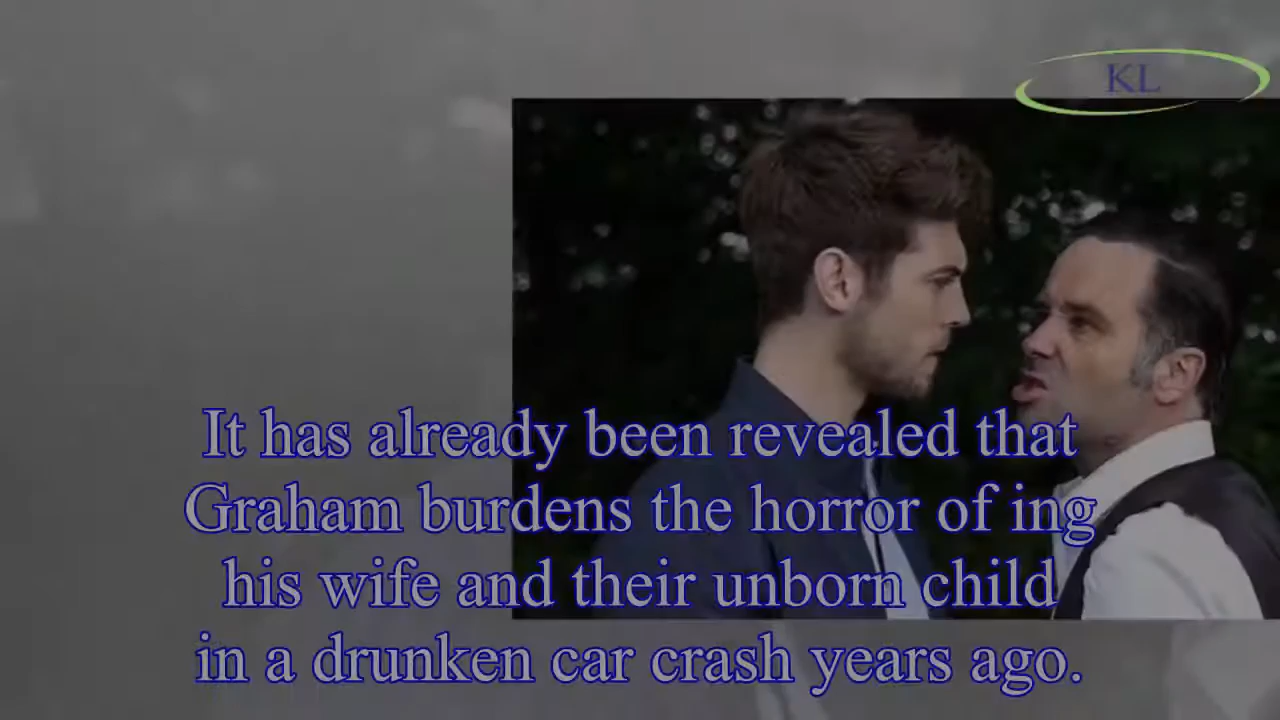 KL
It has already been revealed that
Graham burdens the horror of ing
his wife and their unborn child
in a drunken car crash years ago.